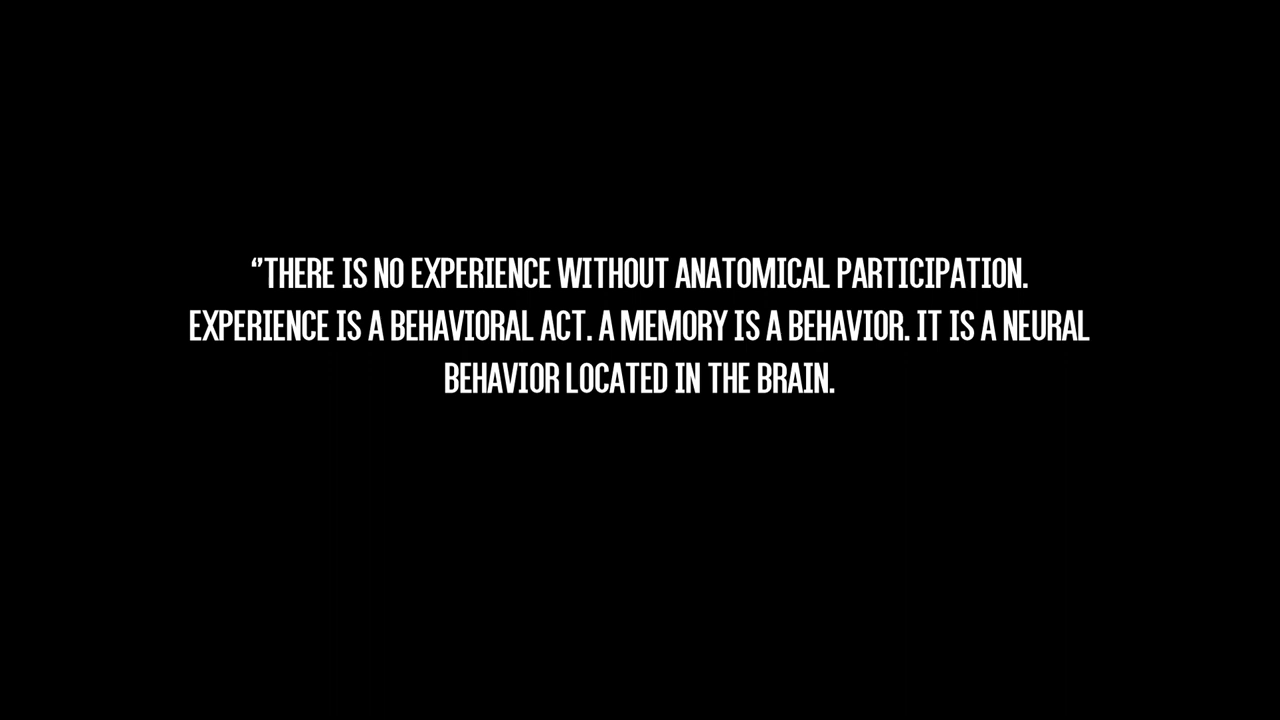 “THERE IS NO EXPERIENCE WITHOUT ANATOMICAL PARTICIPATION.
EXPERIENCE IS A BEHAVIORAL ACT. A MEMORY IS A BEHAVIOR. IT IS A NEURAL
BEHAVIOR LOCATED IN THE BRAIN.